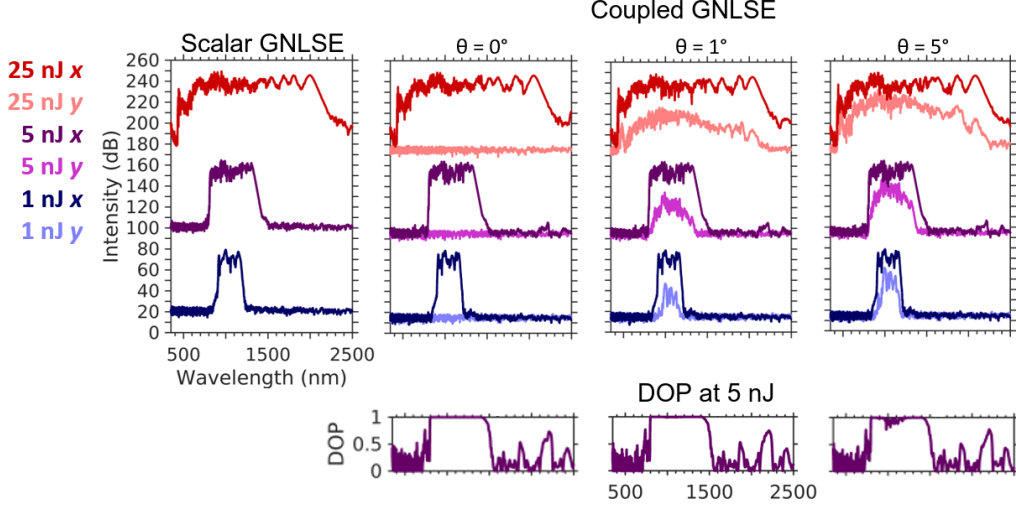 Coupled GNLSE
Scalar GNLSE
θ = 0°
θ = 1°
θ = 5°
25 nJ x
25 nJ y
5 nJ x
5 nJ y
1 nJ x
1 nJ y
Intensity (dB)
260
240
220
200
180
160
140
120
100
80
60
40
20
0
500 1500 2500
Wavelength (nm)
DOP at 5 nJ
DOP
1
0.5
0
500 1500 2500